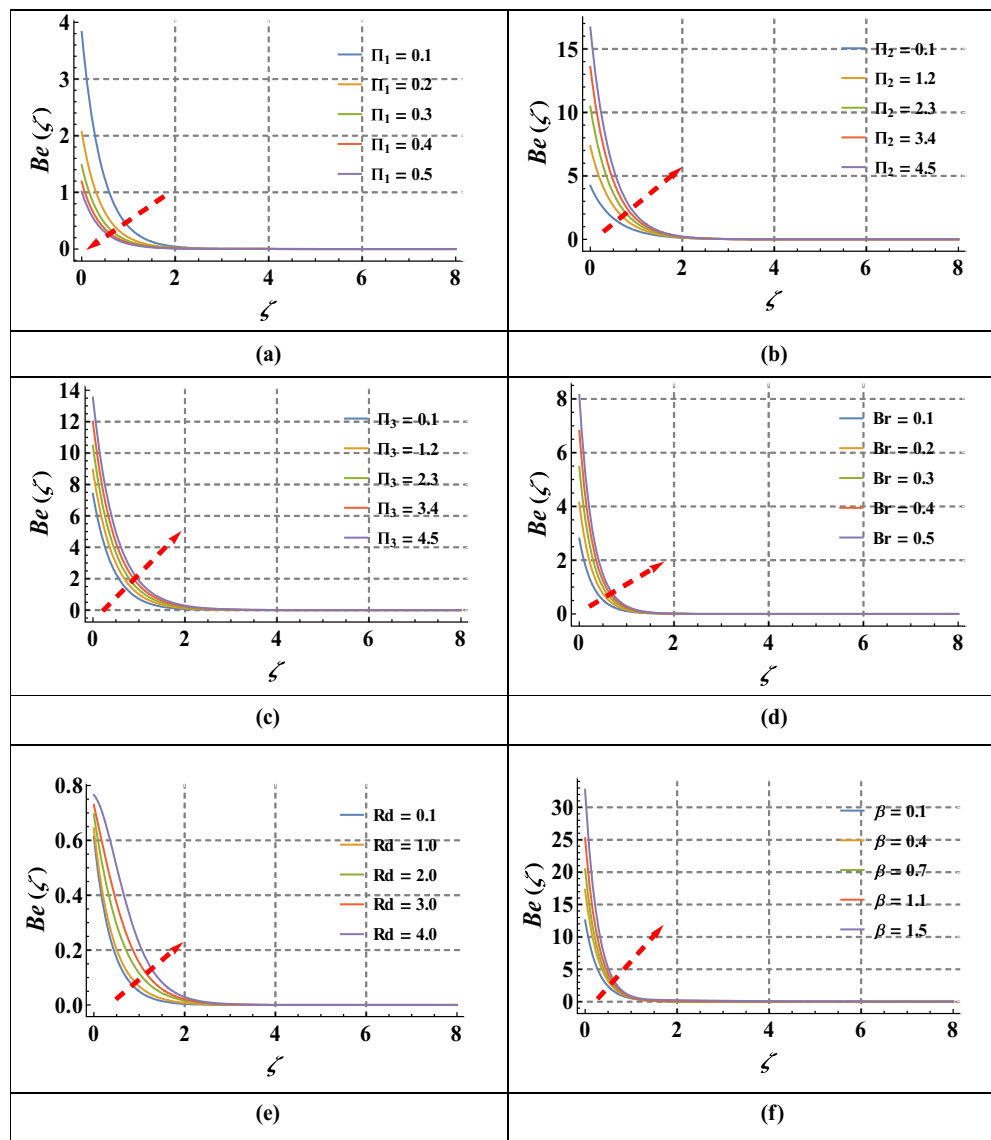 4
3
2
1
0
0 2 4 6 8
Be (ζ)
ζ
Π₁ = 0.1
Π₁ = 0.2
Π₁ = 0.3
Π₁ = 0.4
Π₁ = 0.5
15
10
5
0
0 2 4 6 8
Be (ζ)
ζ
Π₂ = 0.1
Π₂ = 1.2
Π₂ = 2.3
Π₂ = 3.4
Π₂ = 4.5
(a)
(b)
14
12
10
8
6
4
2
0
0 2 4 6 8
Be (ζ)
ζ
Π₃ = 0.1
Π₃ = 1.2
Π₃ = 2.3
Π₃ = 3.4
Π₃ = 4.5
8
6
4
2
0
0 2 4 6 8
Be (ζ)
ζ
Br = 0.1
Br = 0.2
Br = 0.3
Br = 0.4
Br = 0.5
(c)
(d)
0.8
0.6
0.4
0.2
0.0
0 2 4 6 8
Be (ζ)
ζ
Rd = 0.1
Rd = 1.0
Rd = 2.0
Rd = 3.0
Rd = 4.0
30
25
20
15
10
5
0
0 2 4 6 8
Be (ζ)
ζ
β = 0.1
β = 0.4
β = 0.7
β = 1.1
β = 1.5
(e)
(f)